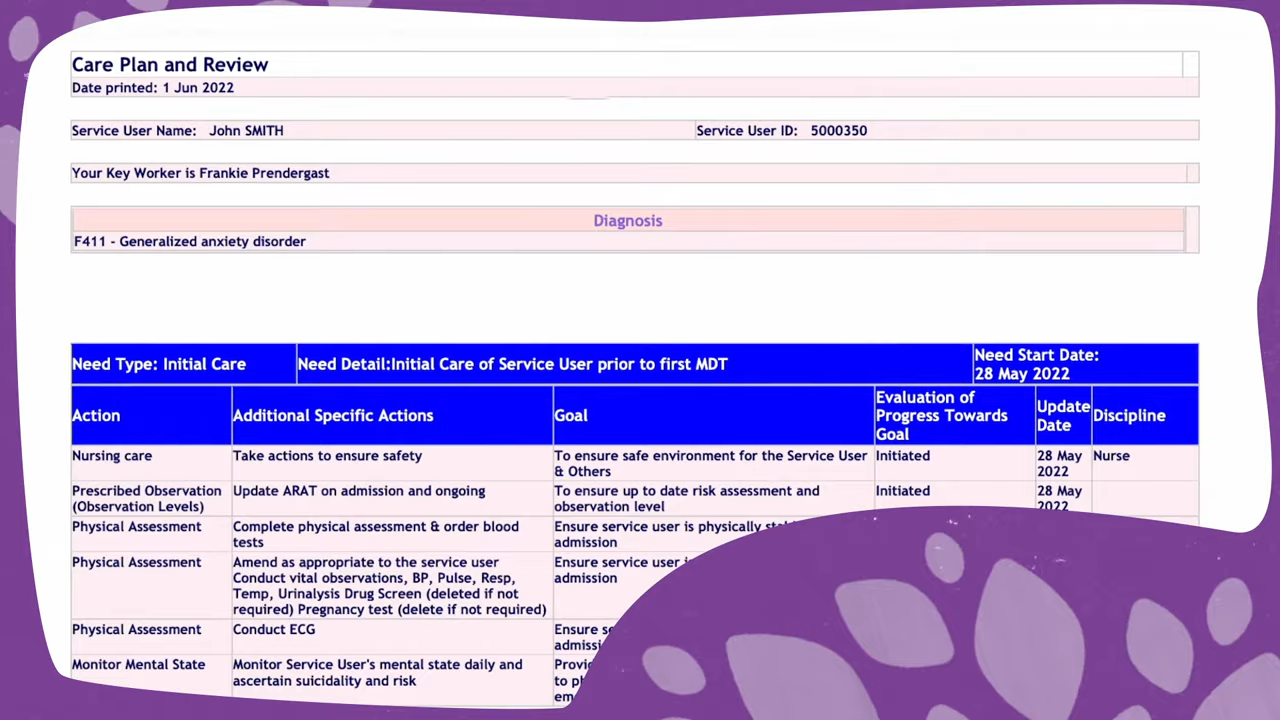 Care Plan and Review
Date printed: 1 Jun 2022
Service User Name: John SMITH Service User ID: 5000350
Your Key Worker is Frankie Prendergast
Diagnosis
F411 - Generalized anxiety disorder
Need Type: Initial Care
Need Detail:Initial Care of Service User prior to first MDT
Need Start Date:
28 May 2022
Action
Additional Specific Actions
Goal
Evaluation of
Progress Towards
Goal
Update
Date
Discipline
Nursing care
Take actions to ensure safety
To ensure safe environment for the Service User
& Others
Initiated
28 May
2022
Nurse
Prescribed Observation
(Observation Levels)
Update ARAT on admission and ongoing
To ensure up to date risk assessment and
observation level
Initiated
28 May
2022
Physical Assessment
Complete physical assessment & order blood
tests
Ensure service user is physically
admission
Physical Assessment
Amend as appropriate to the service user
Conduct vital observations, BP, Pulse, Resp,
Temp, Urinalysis Drug Screen (deleted if not
required) Pregnancy test (delete if not required)
Ensure service user
admission
Physical Assessment
Conduct ECG
Ensure
Monitor Mental State
Monitor Service User's mental state daily and
ascertain suicidality and risk
to